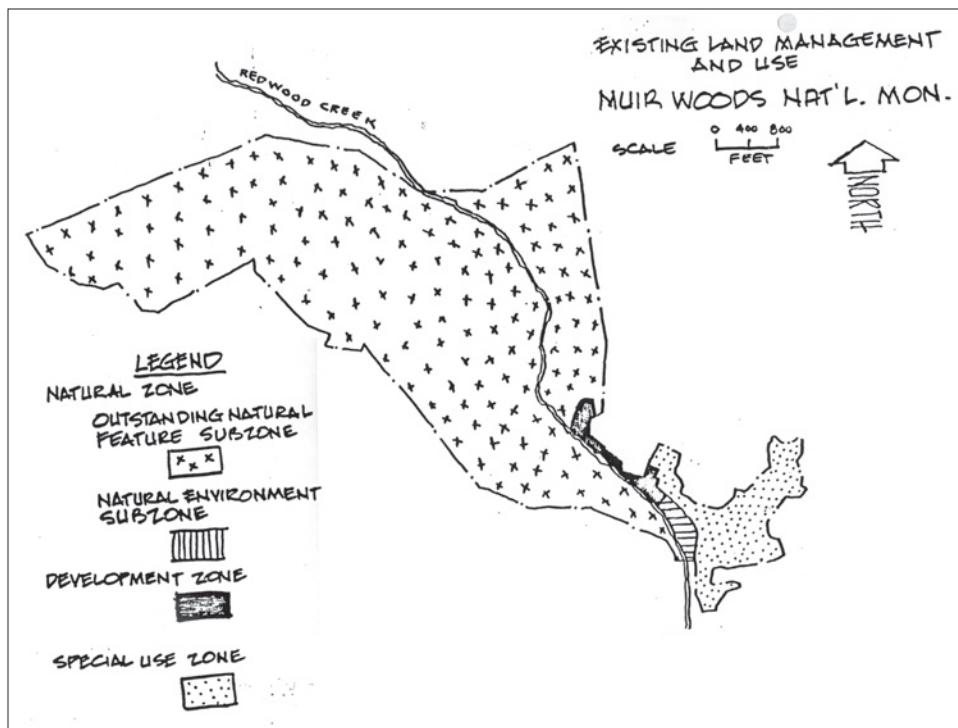 EXISTING LAND MANAGEMENT
AND USE
MUIR WOODS NAT'L. MON.
SCALE
0 400 800
FEET
NORTH
REDWOOD CREEK
LEGEND
NATURAL ZONE
OUTSTANDING NATURAL
FEATURE SUBZONE
NATURAL ENVIRONMENT
SUBZONE
DEVELOPMENT ZONE
SPECIAL USE ZONE